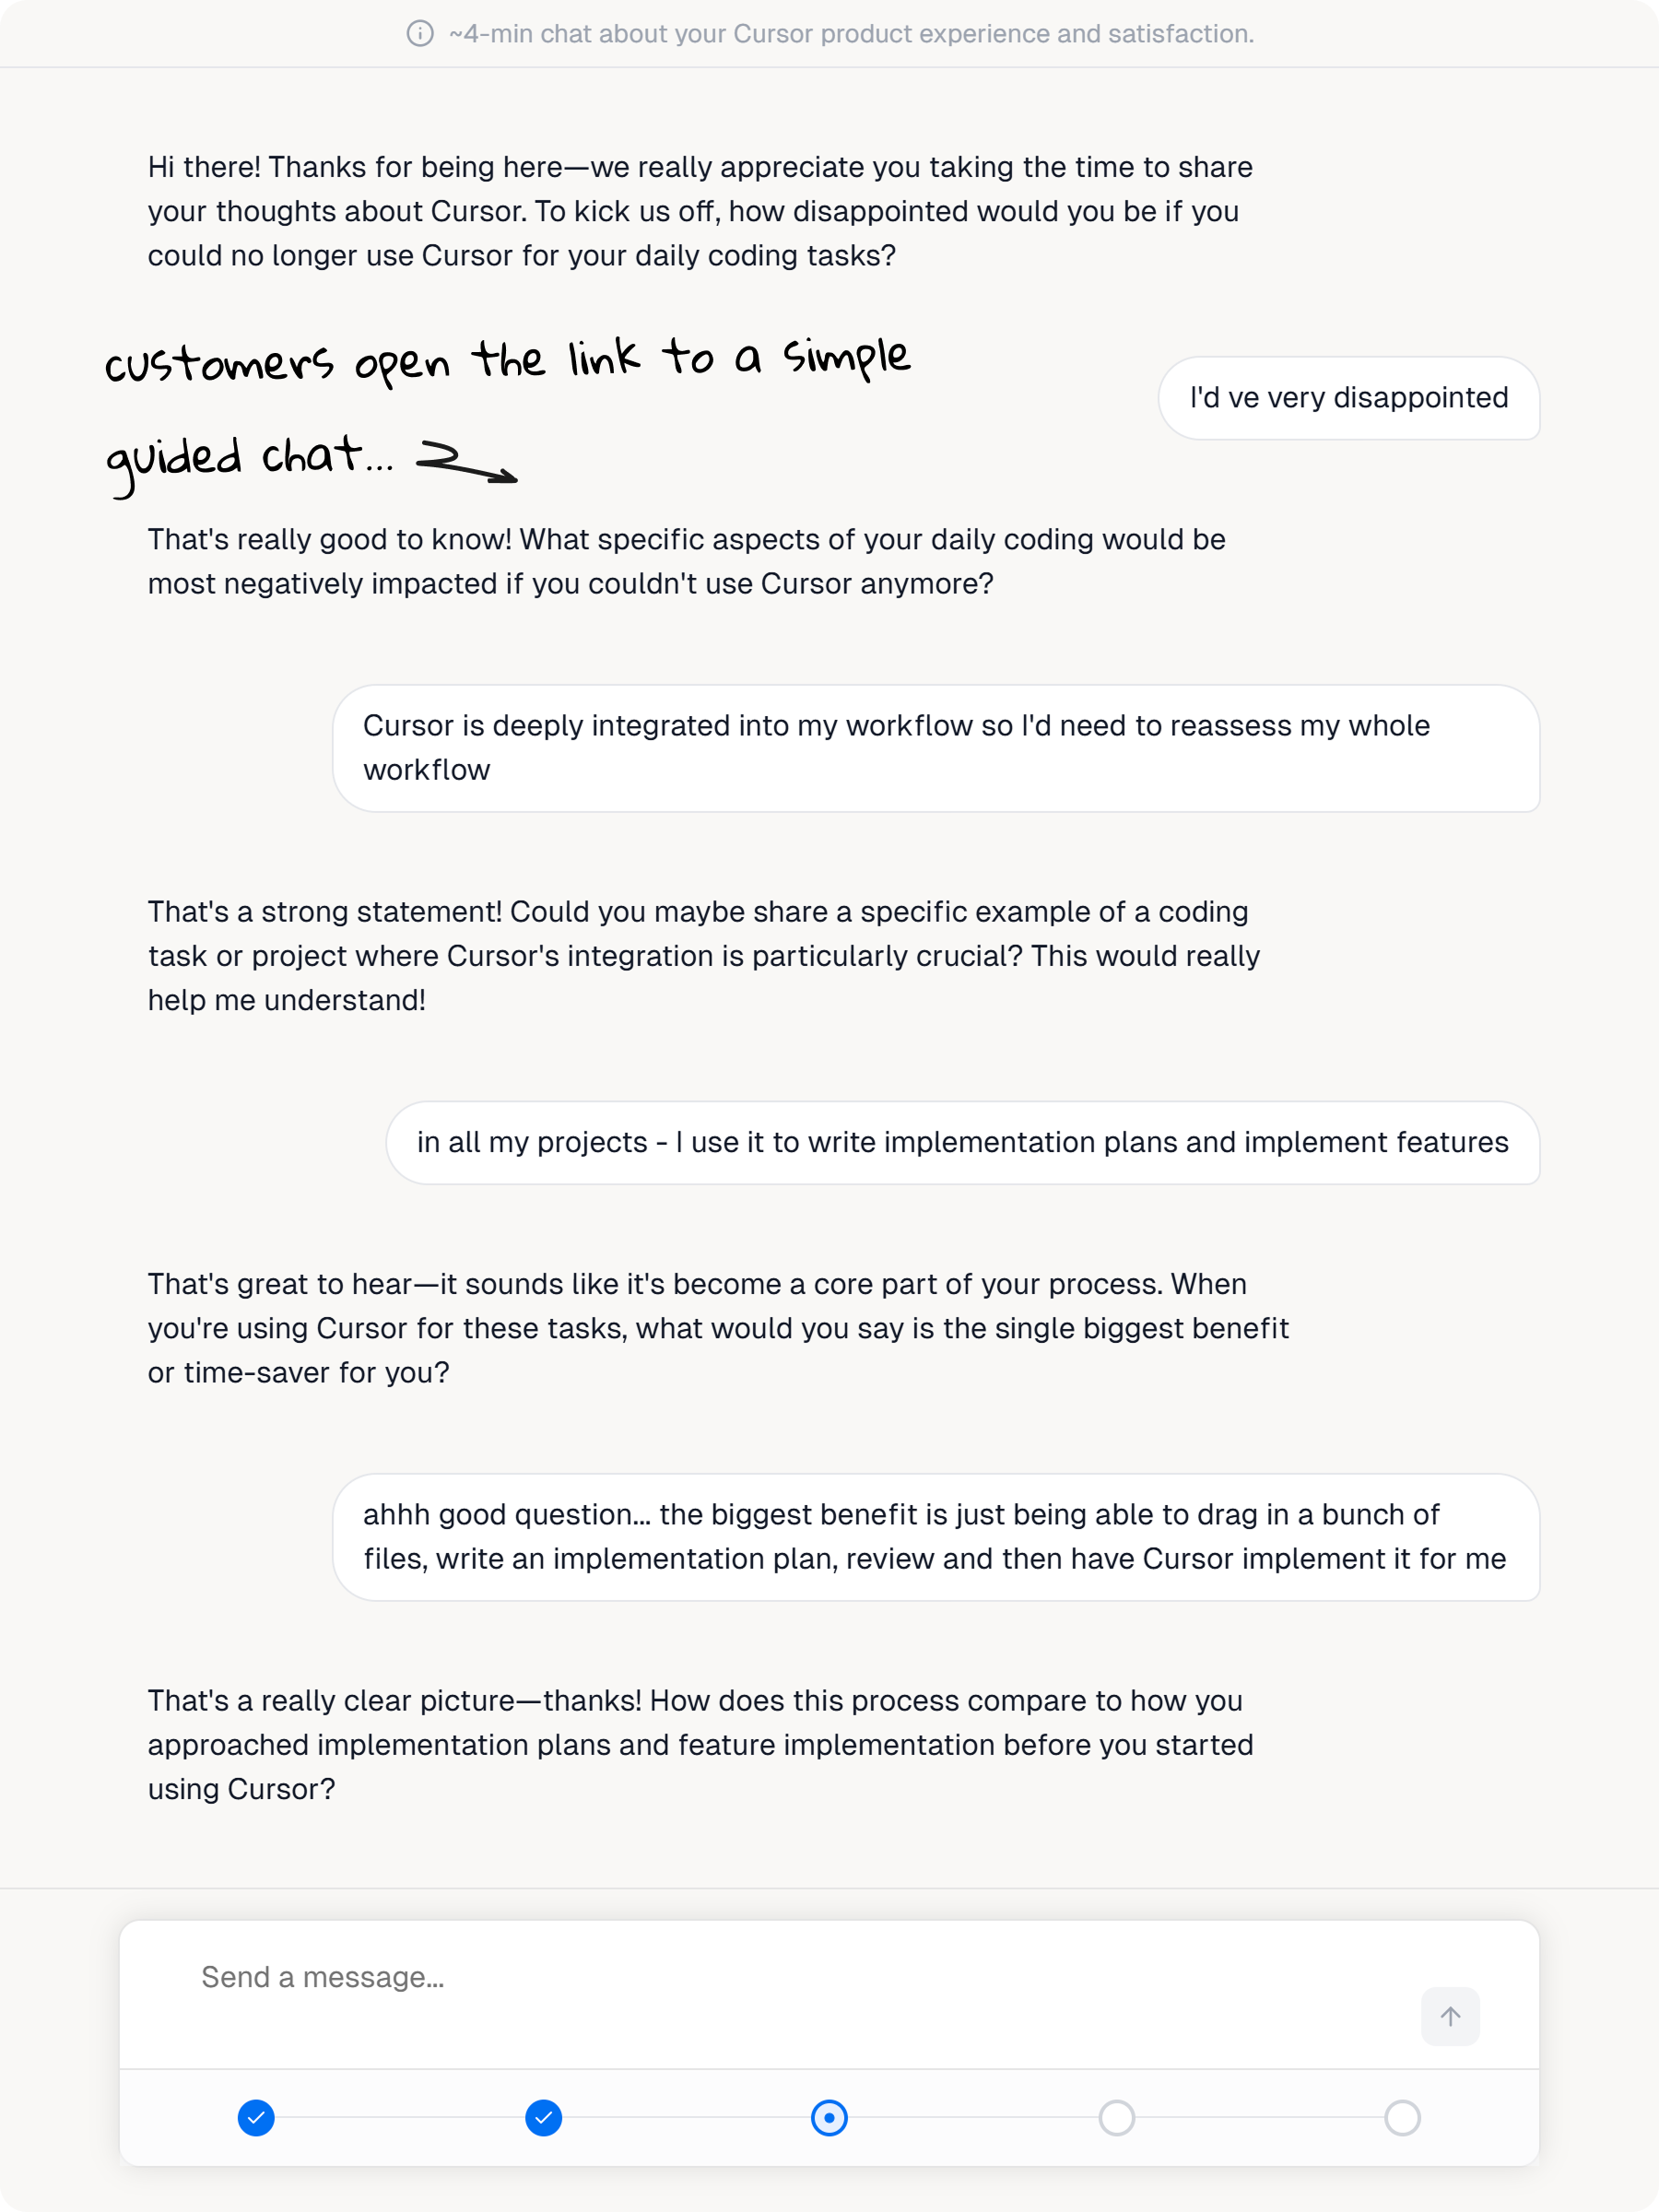 ~4-min chat about your Cursor product experience and satisfaction.
Hi there! Thanks for being here—we really appreciate you taking the time to share
your thoughts about Cursor. To kick us off, how disappointed would you be if you
could no longer use Cursor for your daily coding tasks?
customers open the link to a simple
guided chat...
I'd ve very disappointed
That's really good to know! What specific aspects of your daily coding would be
most negatively impacted if you couldn't use Cursor anymore?
Cursor is deeply integrated into my workflow so I'd need to reassess my whole
workflow
That's a strong statement! Could you maybe share a specific example of a coding
task or project where Cursor's integration is particularly crucial? This would really
help me understand!
in all my projects - I use it to write implementation plans and implement features
That's great to hear—it sounds like it's become a core part of your process. When
you're using Cursor for these tasks, what would you say is the single biggest benefit
or time-saver for you?
ahhh good question... the biggest benefit is just being able to drag in a bunch of
files, write an implementation plan, review and then have Cursor implement it for me
That's a really clear picture—thanks! How does this process compare to how you
approached implementation plans and feature implementation before you started
using Cursor?
Send a message...